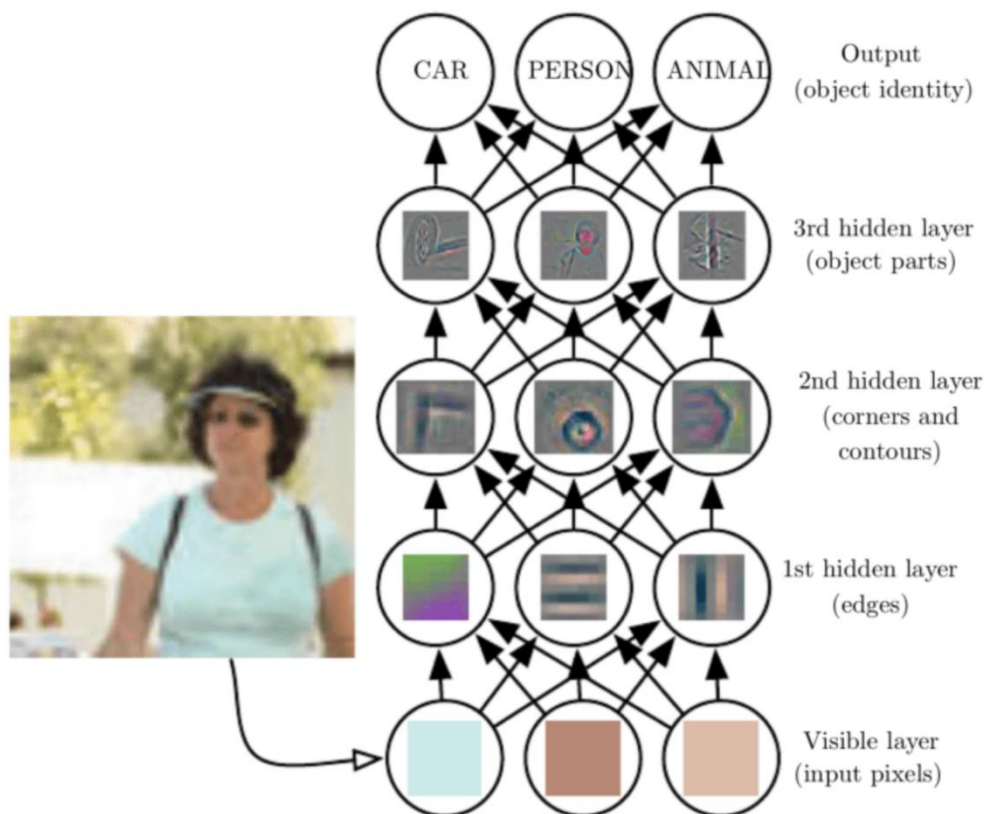 CAR PERSON ANIMAL
Output
(object identity)
3rd hidden layer
(object parts)
2nd hidden layer
(corners and
contours)
1st hidden layer
(edges)
Visible layer
(input pixels)